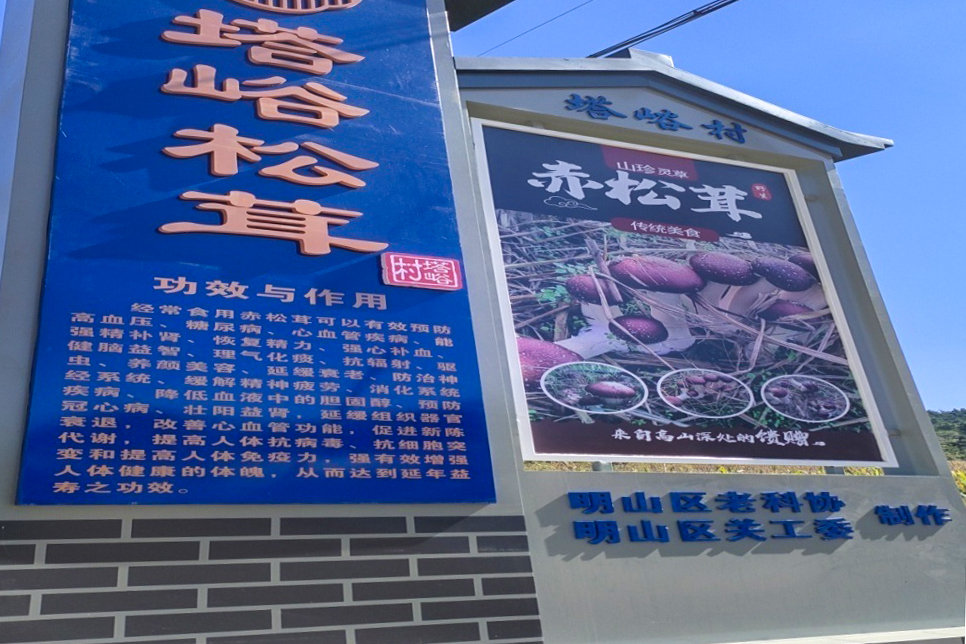 塔峪松茸
塔峪村
功效与作用
经常食用赤松茸可以有效预防
高血压、糖尿病、心血管疾病、能
强精补肾、恢复精力、强心补血、
健脑益智、理气化痰、抗辐射、驱
虫、养颜美容、延缓衰老、防治神
经系统、缓解精神疲劳、消化系统
疾病、降低血液中的胆固醇、预防
冠心病、壮阳益肾，延缓组织器官
衰退，改善心血管功能、促进新陈
代谢，提高人体抗病毒、抗细胞突
变和提高人体免疫力，强有效增强
人体健康的体魄，从而达到延年益
寿之功效。
塔峪村
山珍灵草
赤松茸
野生
传统美食
来自高山深处的馈赠
明山区老科协
明山区关工委
制作